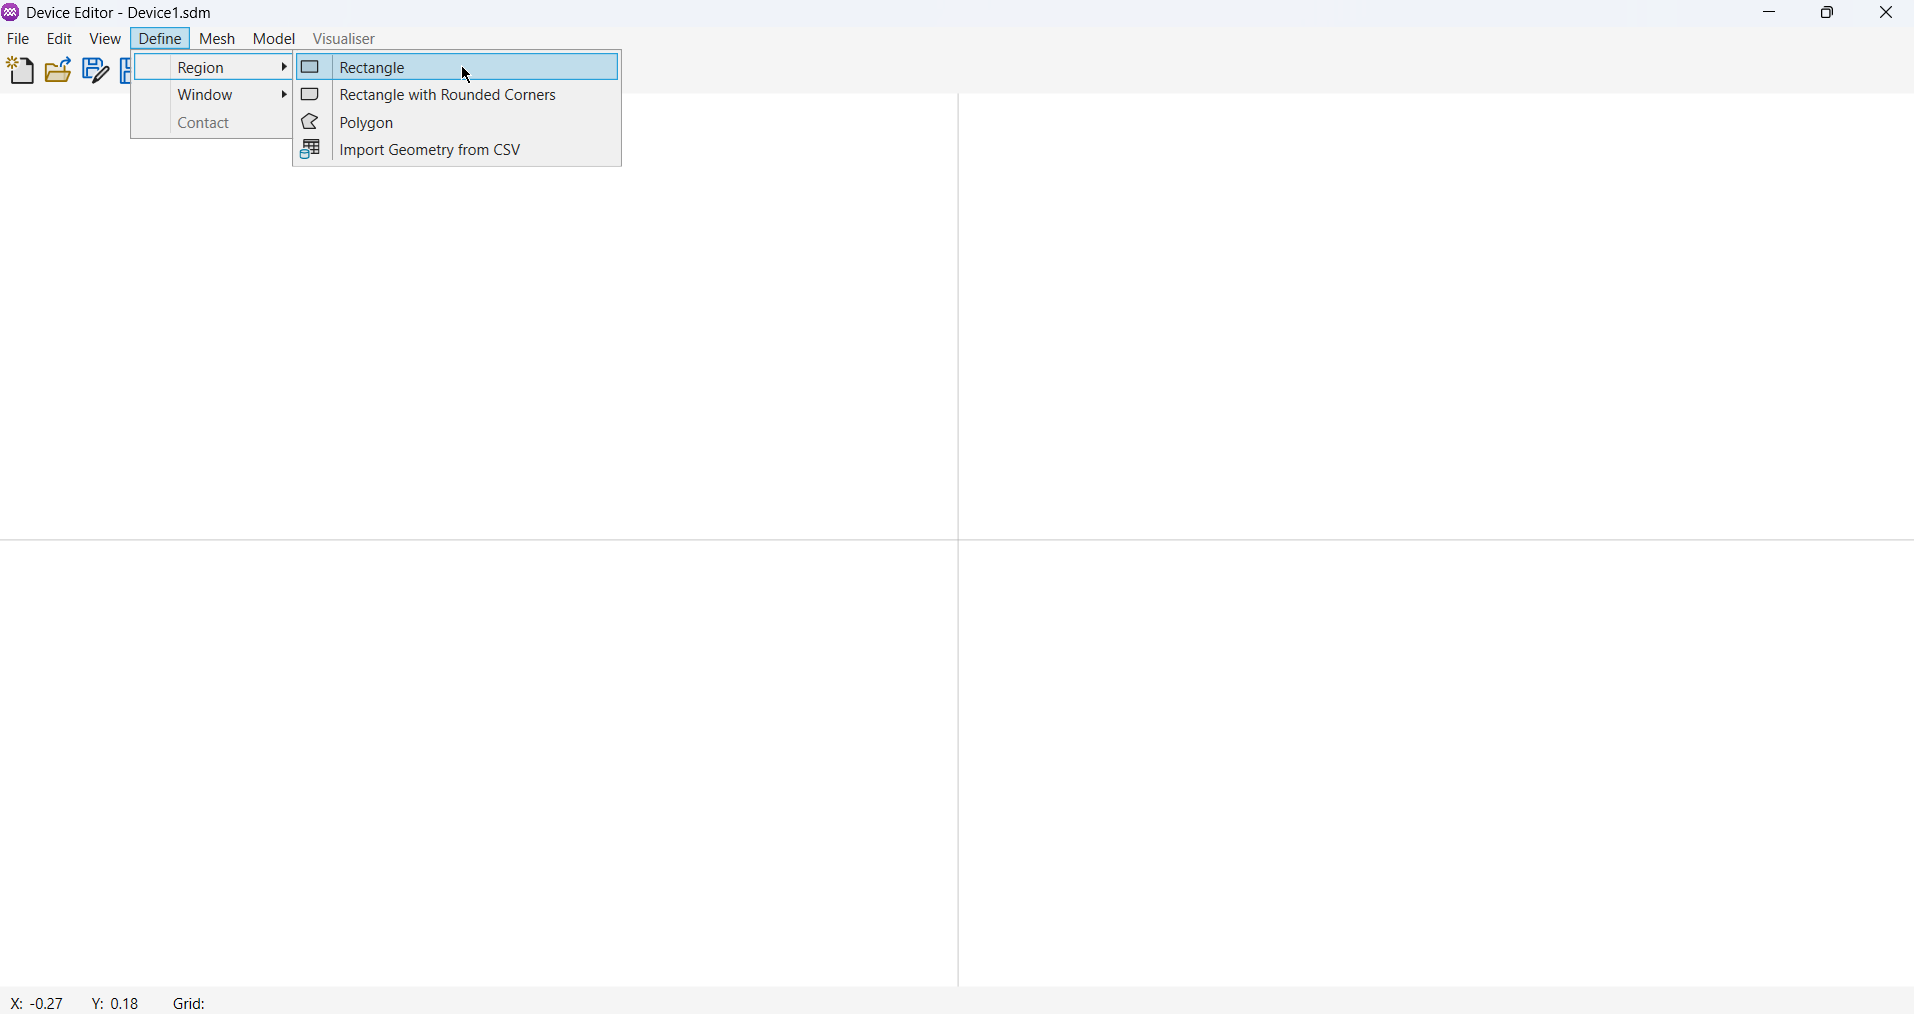 Device Editor - Device1.sdm
File Edit View Define Mesh Model Visualiser
Region
Window
Contact
Rectangle
Rectangle with Rounded Corners
Polygon
Import Geometry from CSV
X: -0.27 Y: 0.18 Grid: